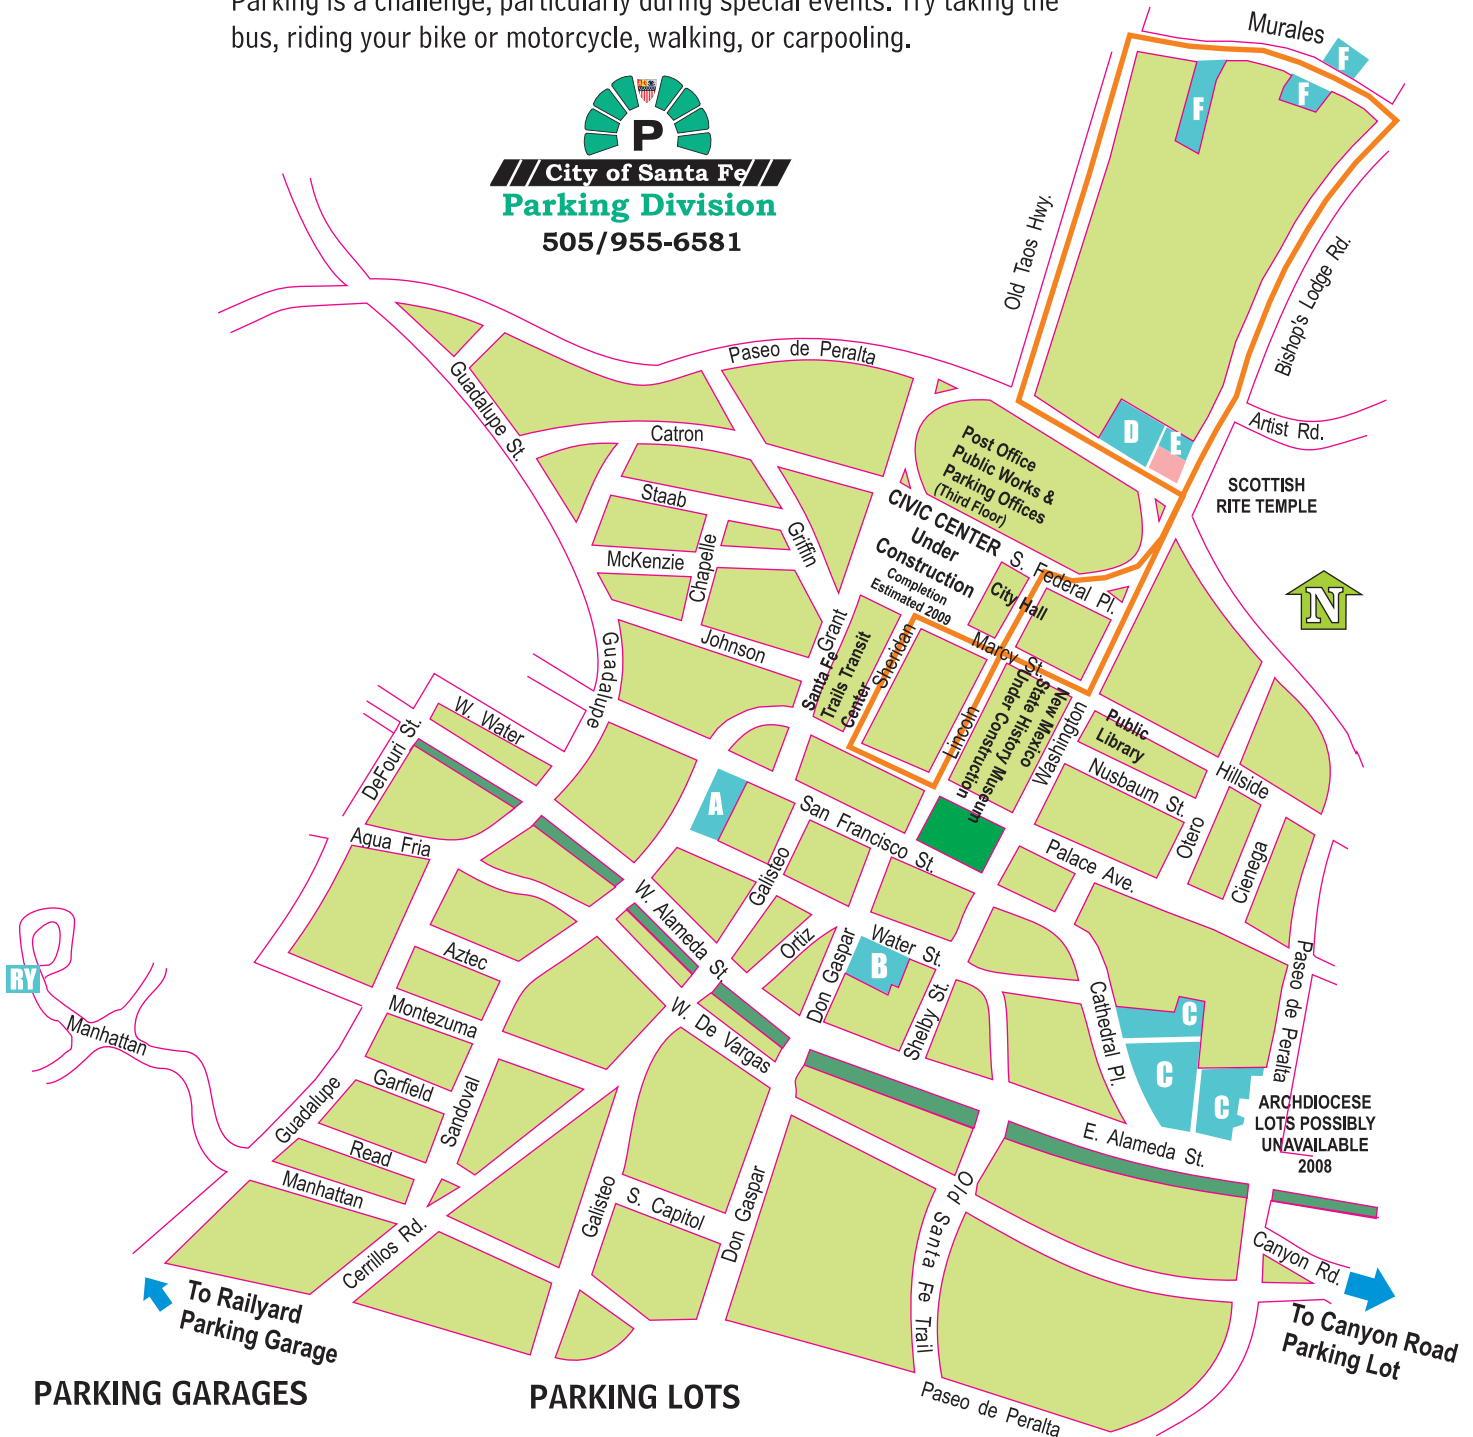 Parking is a challenge, particularly during special events. Try taking the
bus, riding your bike or motorcycle, walking, or carpooling.
P
City of Santa Fe
Parking Division
505/955-6581
Murales
F
F
F
Old Taos Hwy.
Bishop's Lodge Rd.
Paseo de Peralta
Guadalupe St.
Catron
D
E
Artist Rd.
Post Office
Public Works &
Parking Offices
(Third Floor)
SCOTTISH
RITE TEMPLE
Staab
Griffin
CIVIC CENTER
Under
Construction
Completion
Estimated 2009
McKenzie
Chapelle
S. Federal Pl.
City Hall
N
Johnson
Grant
Sheridan
Marcy St.
Santa Fe
Trails Transit
Center
Guadalupe
W. Water
DeFouri St.
Lincoln
New Mexico
State History Museum
Under Construction
Washington
Public
Library
Nusbaum St.
Hillside
A
San Francisco St.
Agua Fria
Otero
Palace Ave.
Cienega
Galisteo
W. Alameda St.
Ortiz
Don Gaspar
Water St.
B
Aztec
RY
Manhattan
Montezuma
W. De Vargas
Shelby St.
Cathedral Pl.
C
C
C
Paseo de Peralta
Garfield
Guadalupe
Sandoval
Read
Manhattan
ARCHDIOCESE
LOTS POSSIBLY
UNAVAILABLE
2008
E. Alameda St.
Galisteo
S. Capitol
Don Gaspar
Old Santa Fe Trail
Cerrillos Rd.
Canyon Rd.
To Railyard
Parking Garage
To Canyon Road
Parking Lot
Paseo de Peralta
PARKING GARAGES
PARKING LOTS